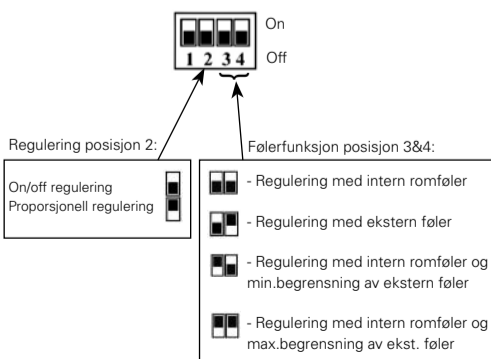 On
1 2 3 4
Off
Regulering posisjon 2:
On/off regulering
Proporsjonell regulering
Følerfunksjon posisjon 3&4:
- Regulering med intern romføler
- Regulering med ekstern føler
- Regulering med intern romføler og
min.begrensning av ekstern føler
- Regulering med intern romføler og
max.begrensning av ekst. føler